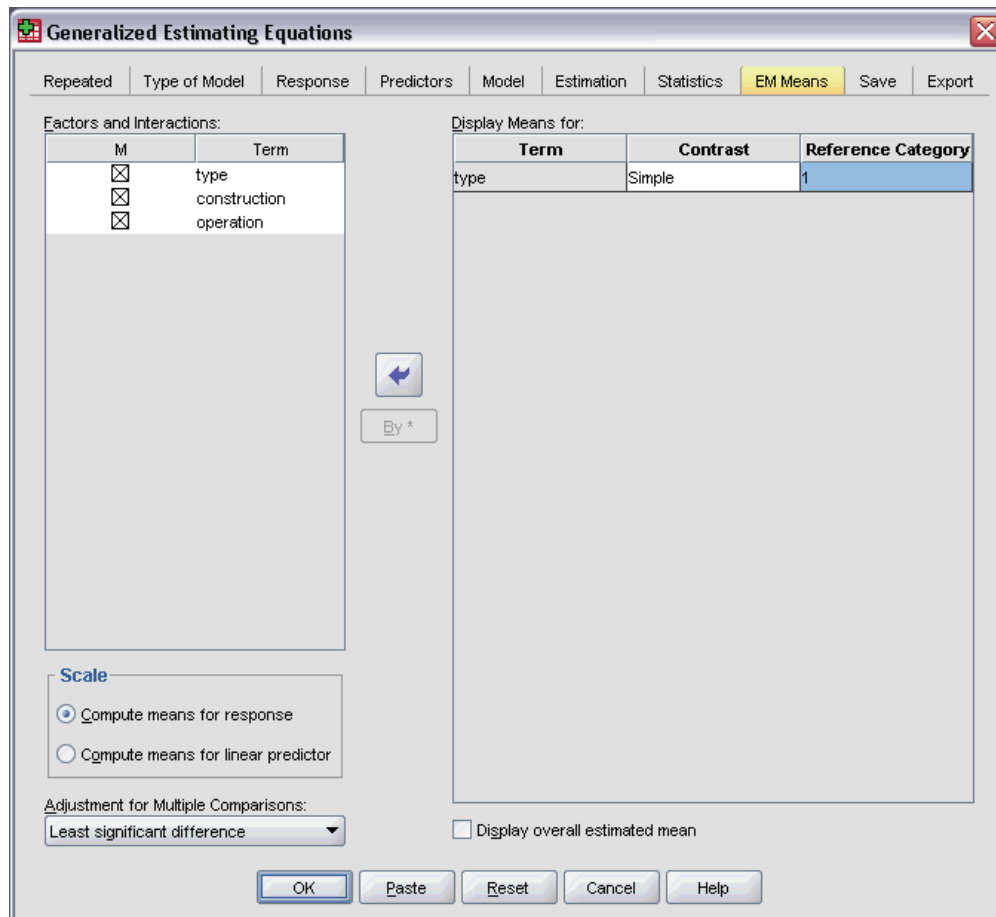 Generalized Estimating Equations
Repeated Type of Model Response Predictors Model Estimation Statistics EM Means Save Export
Factors and Interactions:
M Term
type
construction
operation
Display Means for:
Term Contrast Reference Category
type Simple 1
By *
Scale
Compute means for response
Compute means for linear predictor
Adjustment for Multiple Comparisons:
Least significant difference
Display overall estimated mean
OK Paste Reset Cancel Help